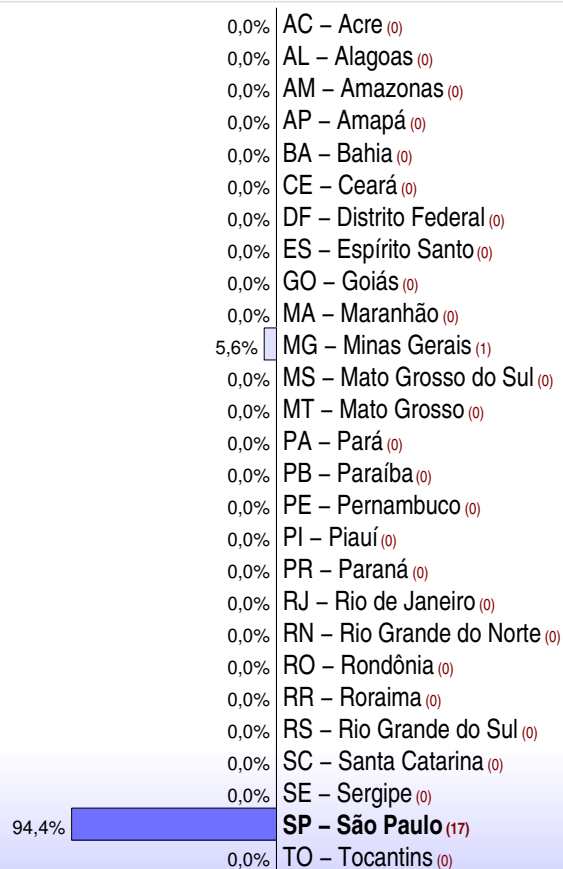 0,0% AC – Acre (0)
0,0% AL – Alagoas (0)
0,0% AM – Amazonas (0)
0,0% AP – Amapá (0)
0,0% BA – Bahia (0)
0,0% CE – Ceará (0)
0,0% DF – Distrito Federal (0)
0,0% ES – Espírito Santo (0)
0,0% GO – Goiás (0)
0,0% MA – Maranhão (0)
5,6% MG – Minas Gerais (1)
0,0% MS – Mato Grosso do Sul (0)
0,0% MT – Mato Grosso (0)
0,0% PA – Pará (0)
0,0% PB – Paraíba (0)
0,0% PE – Pernambuco (0)
0,0% PI – Piauí (0)
0,0% PR – Paraná (0)
0,0% RJ – Rio de Janeiro (0)
0,0% RN – Rio Grande do Norte (0)
0,0% RO – Rondônia (0)
0,0% RR – Roraima (0)
0,0% RS – Rio Grande do Sul (0)
0,0% SC – Santa Catarina (0)
0,0% SE – Sergipe (0)
94,4% SP – São Paulo (17)
0,0% TO – Tocantins (0)